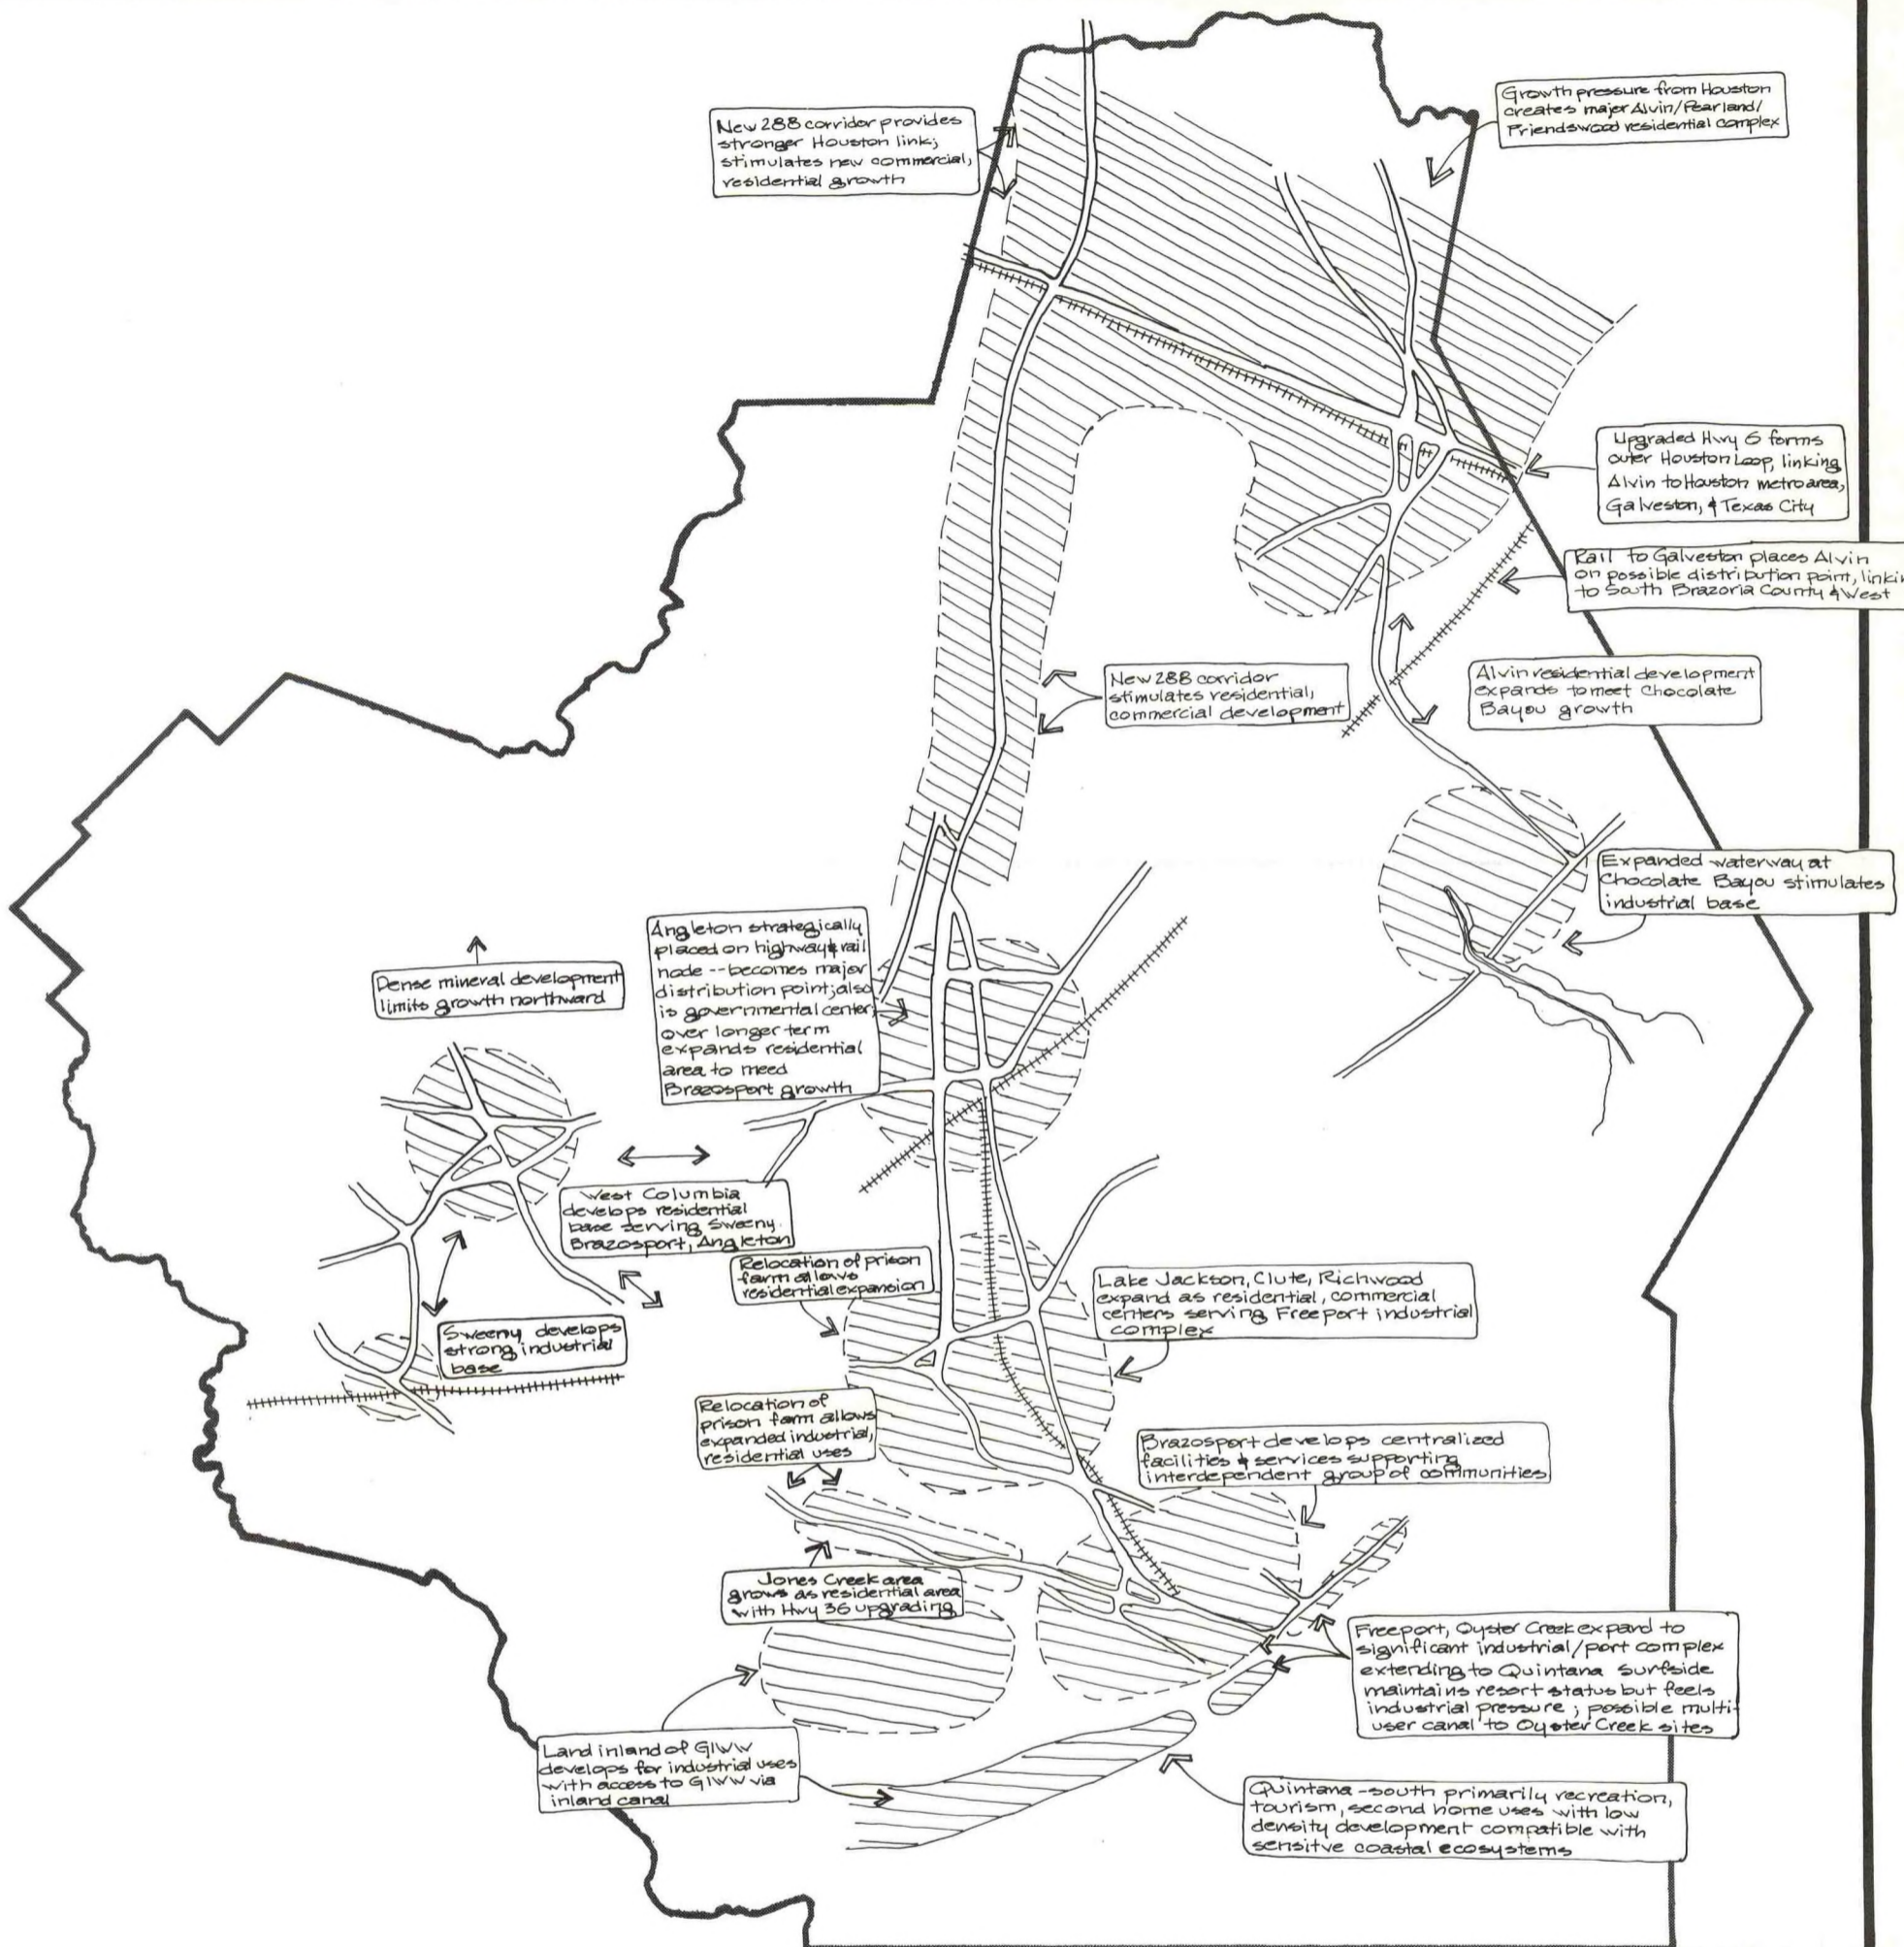 New 288 corridor provides
stronger Houston link;
stimulates new commercial,
residential growth
Growth pressure from Houston
creates major Alvin/Pearland/
Friendswood residential complex
Upgraded Hwy 6 forms
outer Houston Loop, linking
Alvin to Houston metro area,
Galveston, & Texas City
Rail to Galveston places Alvin
on possible distribution point,
to South Brazoria County & West
New 288 corridor
stimulates residential,
commercial development
Alvin residential development
expands to meet Chocolate
Bayou growth
Expanded waterway at
Chocolate Bayou stimulates
industrial base
Angleton strategically
placed on highway & rail
node -- becomes major
distribution point; also
is governmental center;
over longer term
expands residential
area to meed
Brazosport growth
Dense mineral development
limits growth northward
West Columbia
develops residential
base serving Sweeny
Brazosport, Angleton
Relocation of prison
farm allows
residential expansion
Lake Jackson, Clute, Richwood
expand as residential, commercial
centers serving Freeport industrial
complex
Sweeny develops
strong industrial
base
Relocation of
prison farm allows
expanded industrial,
residential uses
Brazosport develops centralized
facilities & services supporting
interdependent group of communities
Jones Creek area
grows as residential area
with Hwy 36 upgrading
Freeport, Oyster Creek expand to
significant industrial/port complex
extending to Quintana Surfside
maintains resort status but feels
industrial pressure; possible multi-
user canal to Oyster Creek sites
Land inland of GIWW
develops for industrial uses
with access to GIWW via
inland canal
Quintana-south primarily recreation,
tourism, second home uses with low
density development compatible with
sensitve coastal ecosystems